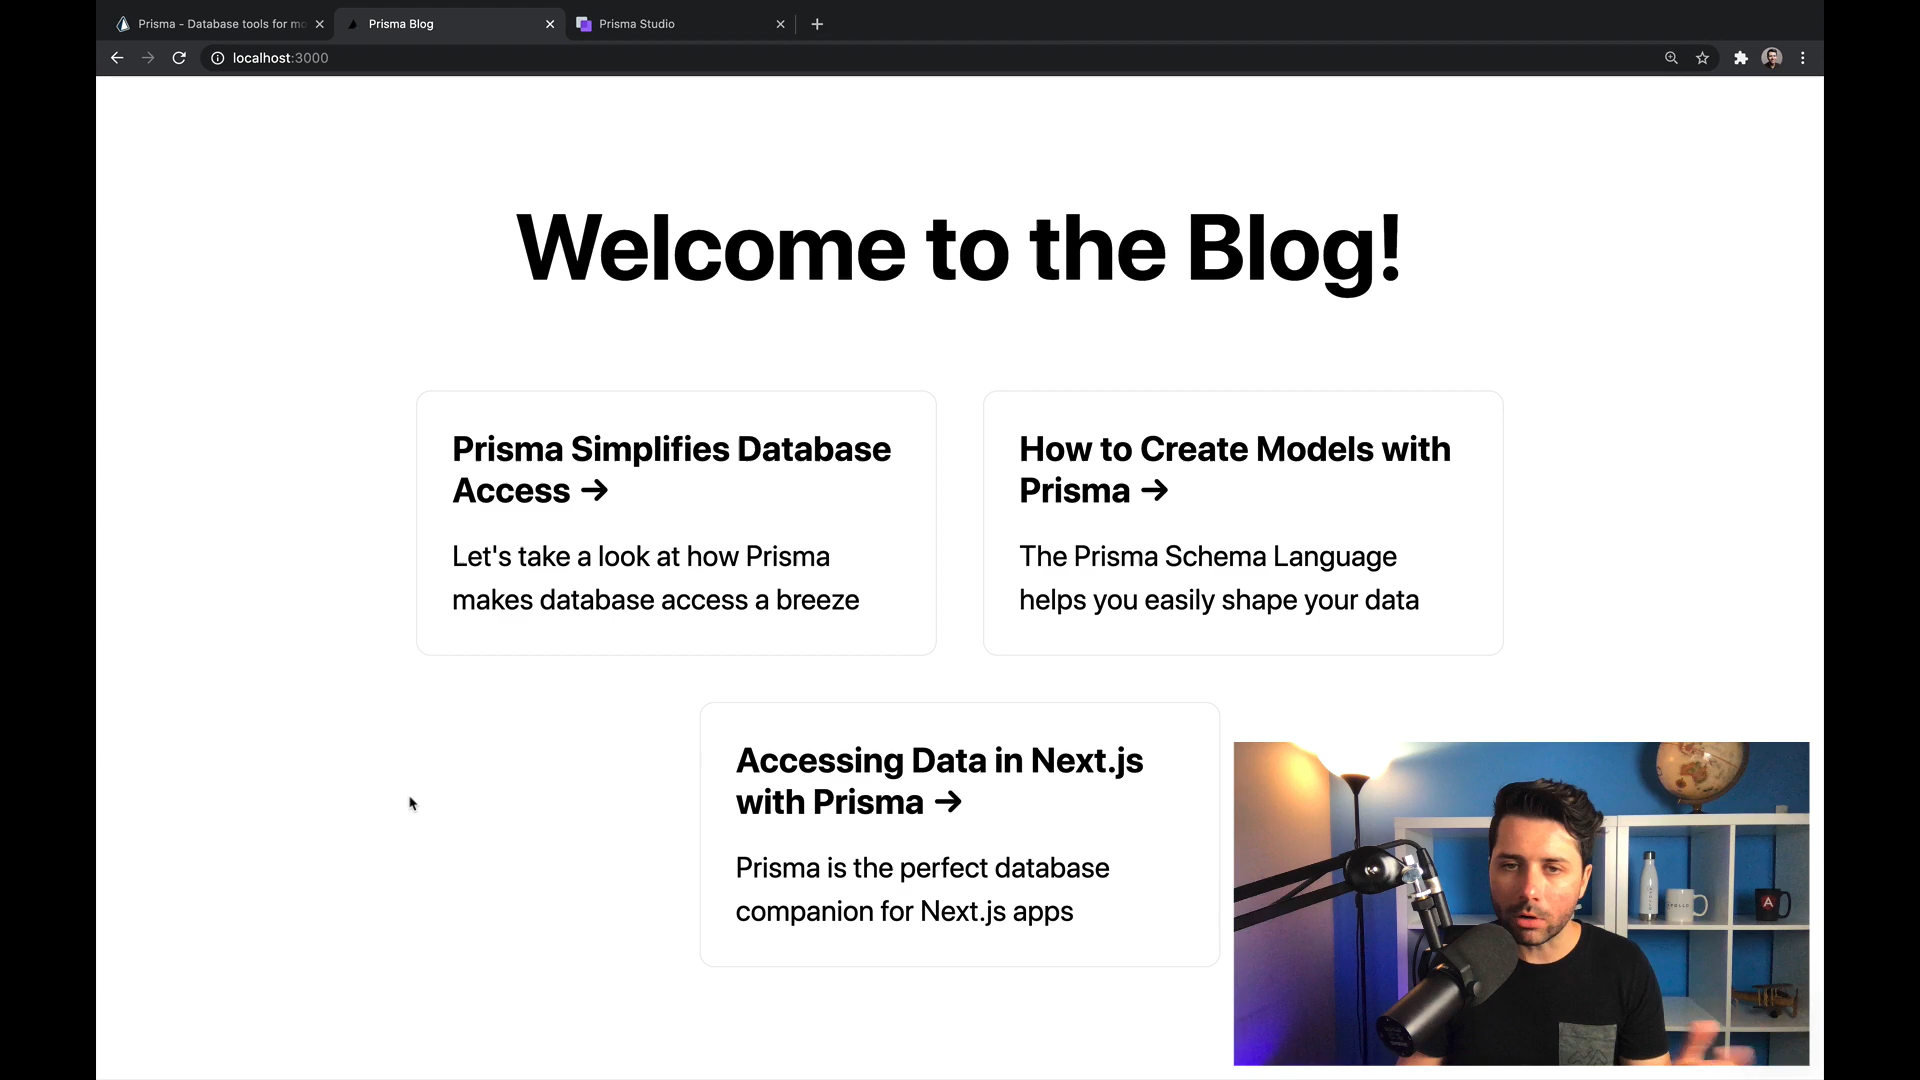 Prisma - Database tools for mo
Prisma Blog
Prisma Studio
localhost:3000
Welcome to the Blog!
Prisma Simplifies Database
Access →
Let's take a look at how Prisma
makes database access a breeze
How to Create Models with
Prisma →
The Prisma Schema Language
helps you easily shape your data
Accessing Data in Next.js
with Prisma →
Prisma is the perfect database
companion for Next.js apps